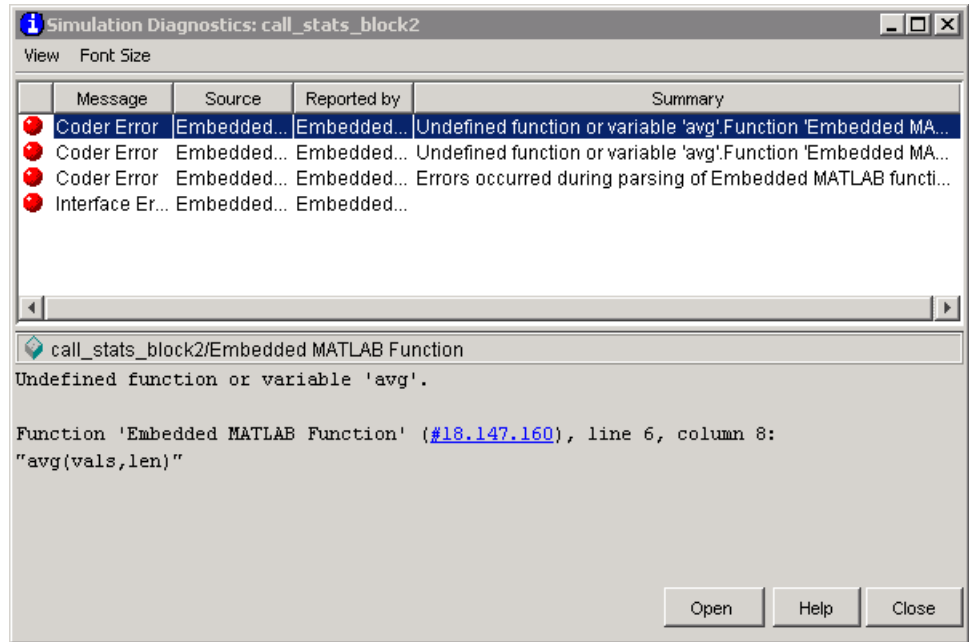 Simulation Diagnostics: call_stats_block2
View Font Size
Message Source Reported by Summary
Coder Error Embedded... Embedded... Undefined function or variable 'avg'.Function 'Embedded MA...
Coder Error Embedded... Embedded... Undefined function or variable 'avg'.Function 'Embedded MA...
Coder Error Embedded... Embedded... Errors occurred during parsing of Embedded MATLAB functi...
Interface Er... Embedded... Embedded...
call_stats_block2/Embedded MATLAB Function
Undefined function or variable 'avg'.
Function 'Embedded MATLAB Function' (#18.147.160), line 6, column 8:
"avg(vals,len)"
Open Help Close